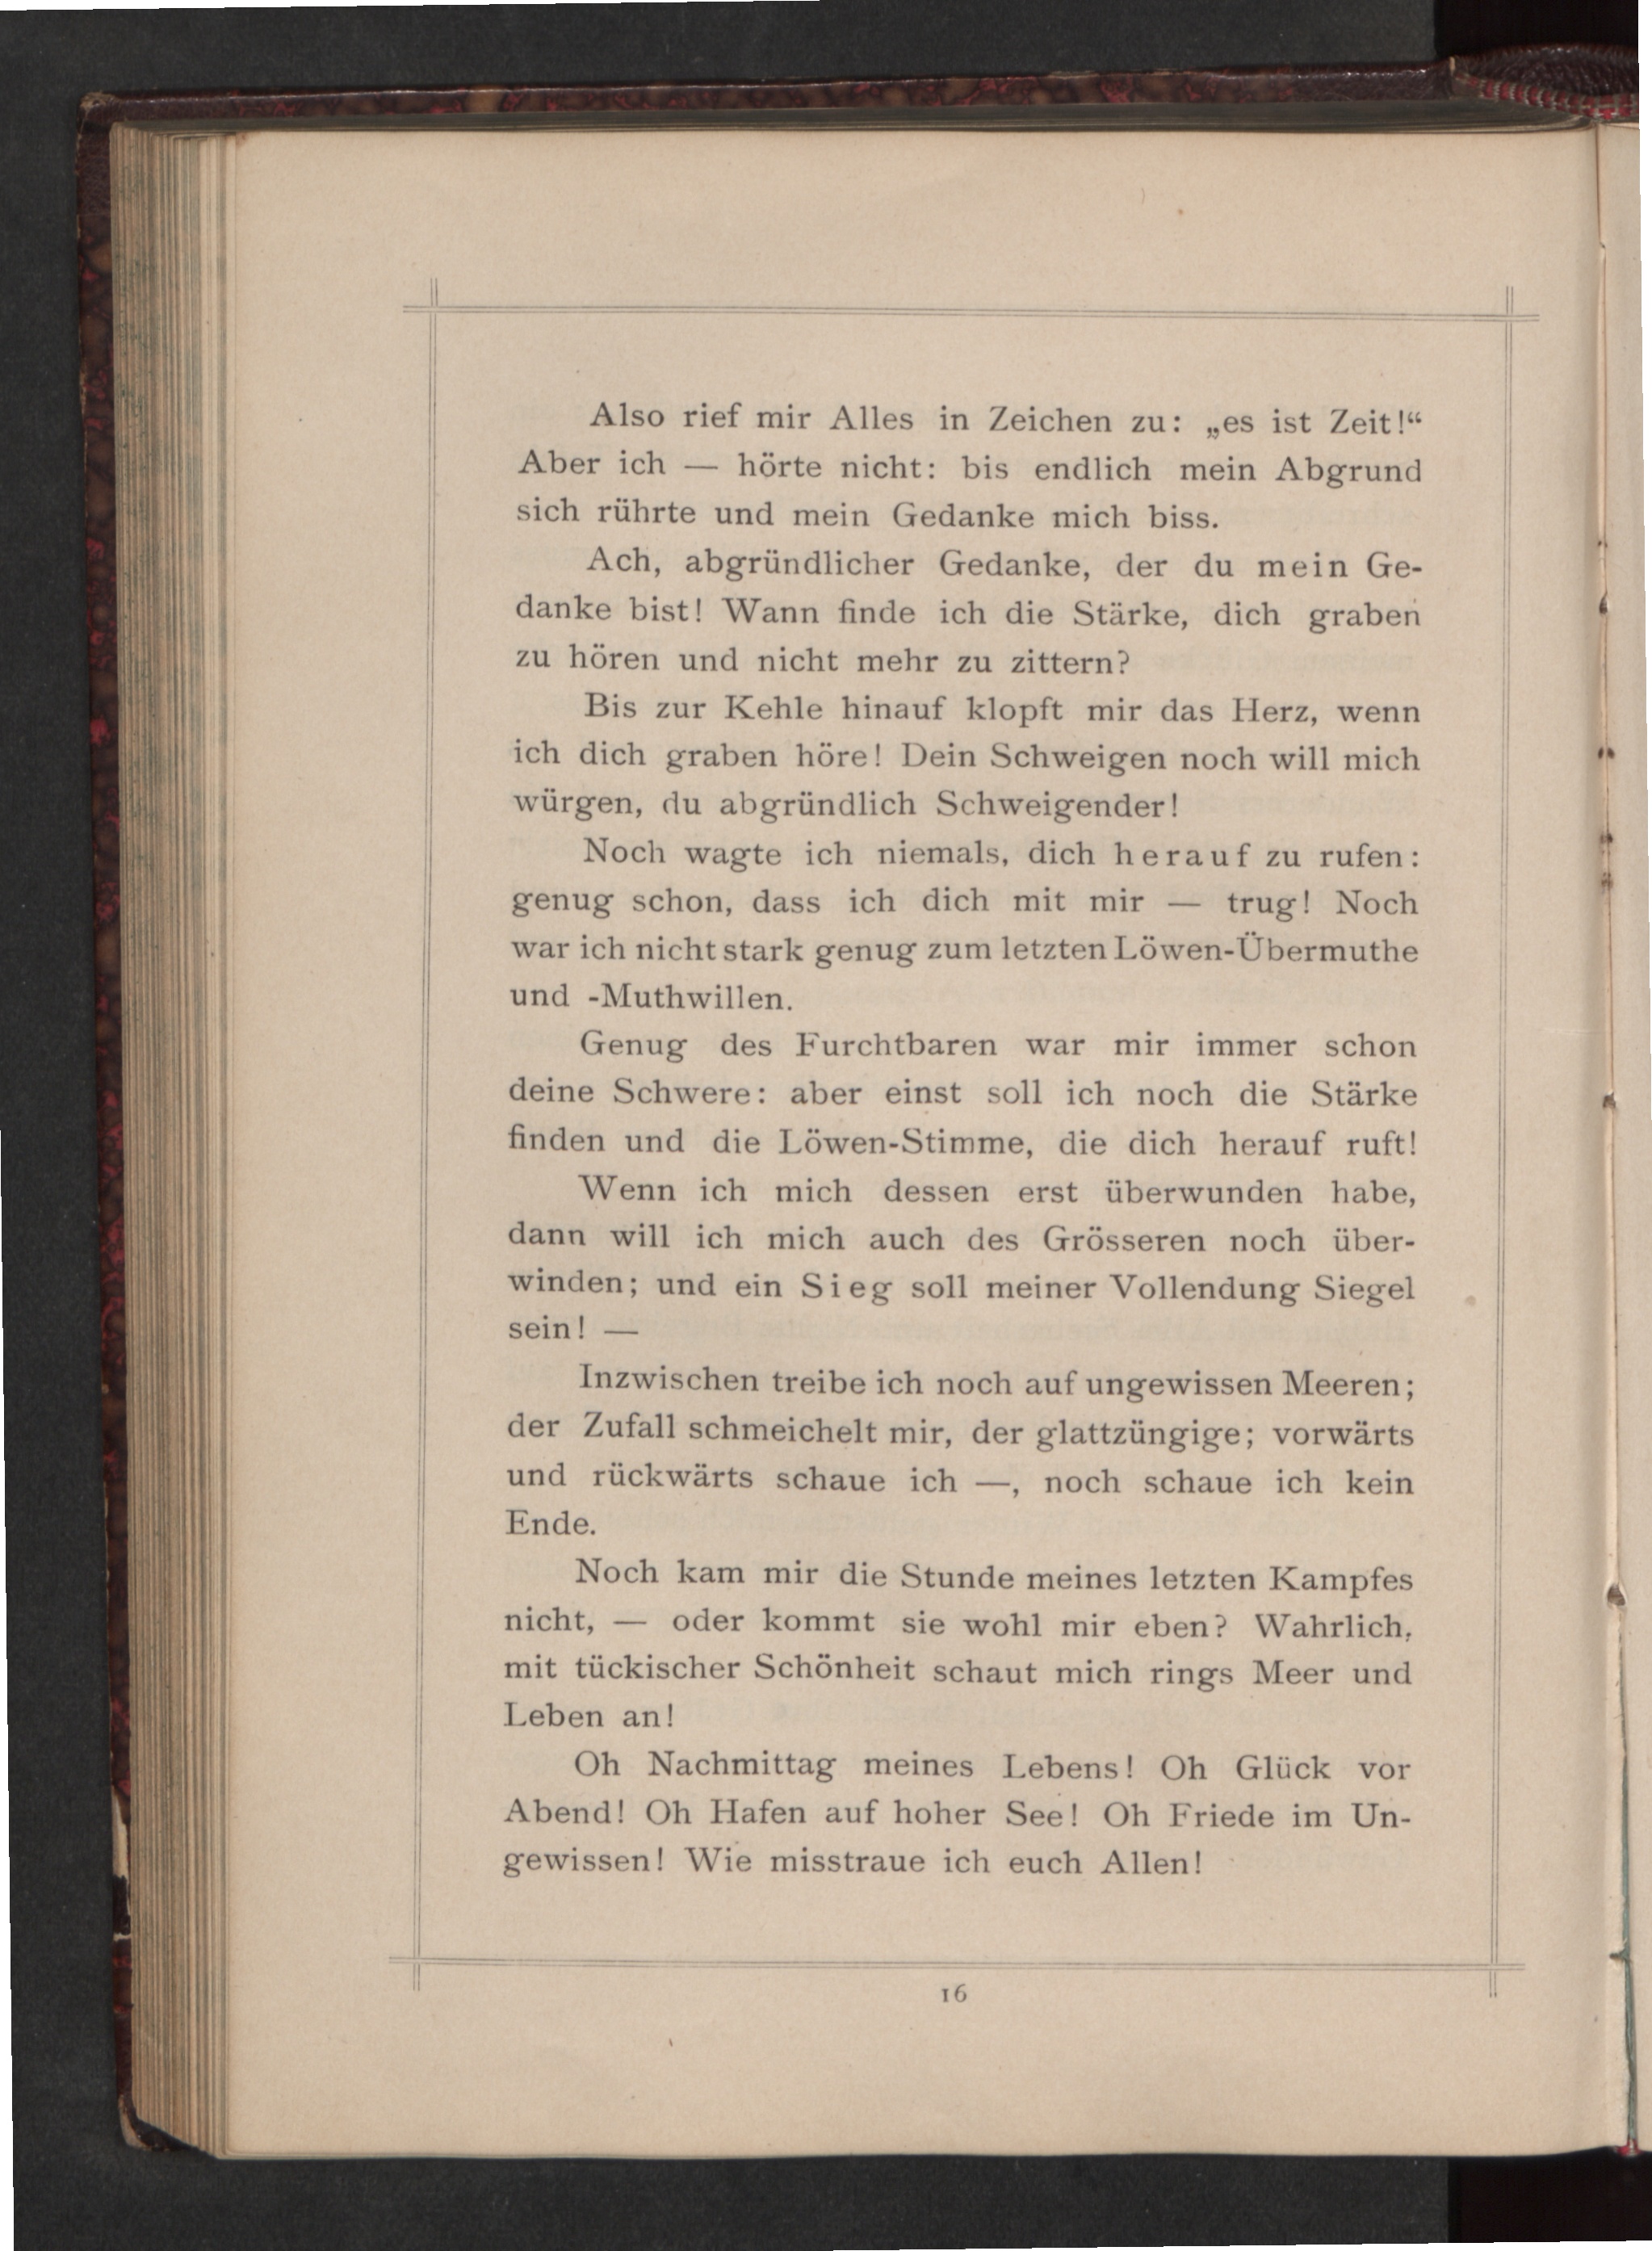 Also rief mir Alles in Zeichen zu: „es ist Zeit!“
Aber ich — hörte nicht: bis endlich mein Abgrund
sich rührte und mein Gedanke mich biss.
Ach, abgründlicher Gedanke, der du mein Ge-
danke bist! Wann finde ich die Stärke, dich graben
zu hören und nicht mehr zu zittern?
Bis zur Kehle hinauf klopft mir das Herz, wenn
ich dich graben höre! Dein Schweigen noch will mich
würgen, du abgründlich Schweigender!
Noch wagte ich niemals, dich herauf zu rufen:
genug schon, dass ich dich mit mir — trug! Noch
war ich nicht stark genug zum letzten Löwen-Übermuthe
und -Muthwillen.
Genug des Furchtbaren war mir immer schon
deine Schwere: aber einst soll ich noch die Stärke
finden und die Löwen-Stimme, die dich herauf ruft!
Wenn ich mich dessen erst überwunden habe,
dann will ich mich auch des Grösseren noch über-
winden; und ein Sieg soll meiner Vollendung Siegel
sein! —
Inzwischen treibe ich noch auf ungewissen Meeren;
der Zufall schmeichelt mir, der glattzüngige; vorwärts
und rückwärts schaue ich —, noch schaue ich kein
Ende.
Noch kam mir die Stunde meines letzten Kampfes
nicht, — oder kommt sie wohl mir eben? Wahrlich,
mit tückischer Schönheit schaut mich rings Meer und
Leben an!
Oh Nachmittag meines Lebens! Oh Glück vor
Abend! Oh Hafen auf hoher See! Oh Friede im Un-
gewissen! Wie misstraue ich euch Allen!
16